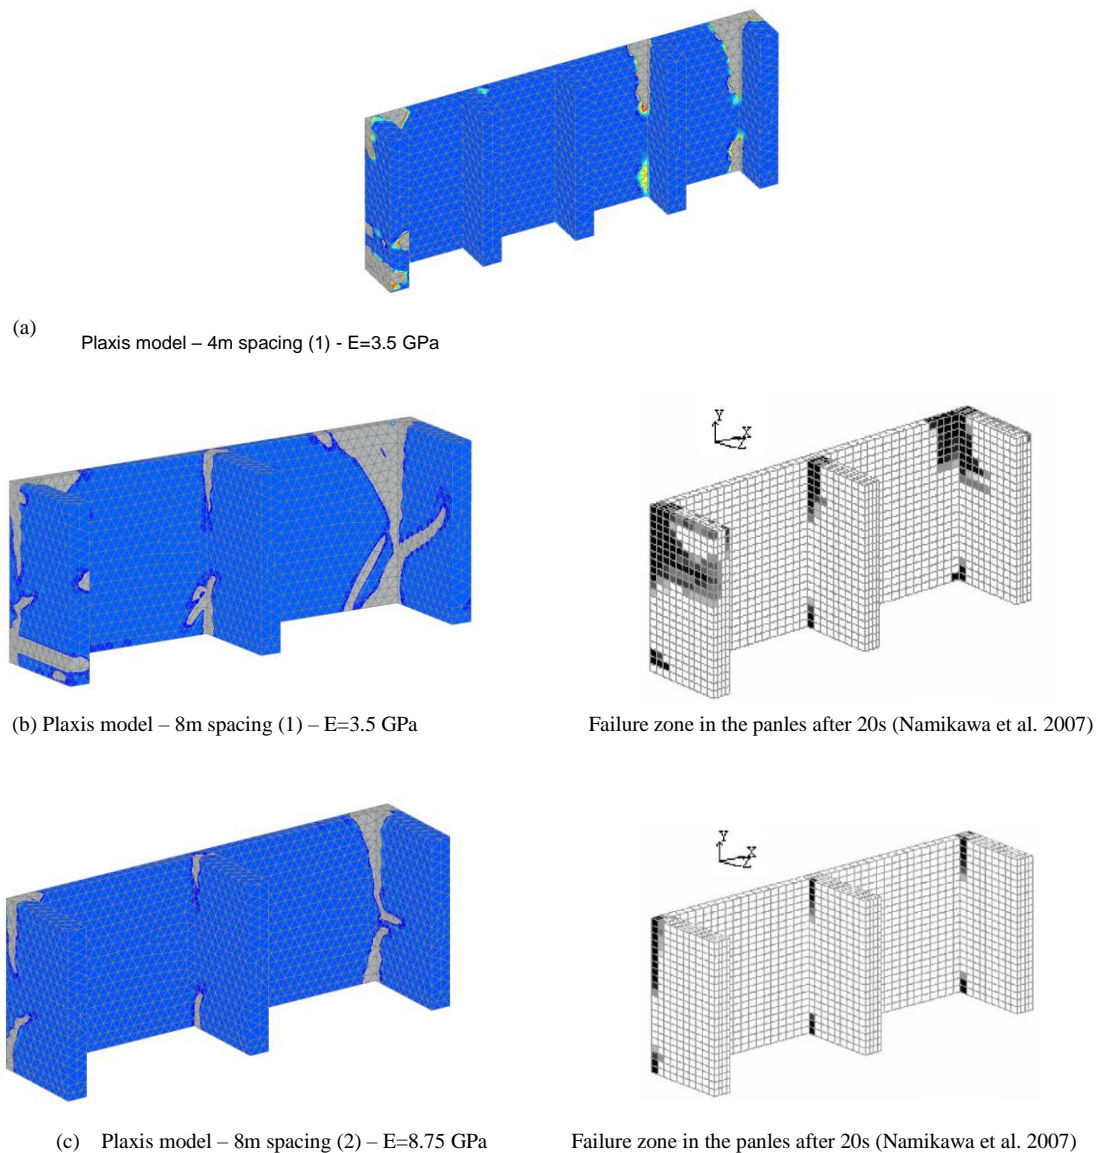 (a)
Plaxis model – 4m spacing (1) - E=3.5 GPa
Y
X
Z
(b) Plaxis model – 8m spacing (1) – E=3.5 GPa
Failure zone in the panles after 20s (Namikawa et al. 2007)
Y
X
Z
(c) Plaxis model – 8m spacing (2) – E=8.75 GPa
Failure zone in the panles after 20s (Namikawa et al. 2007)